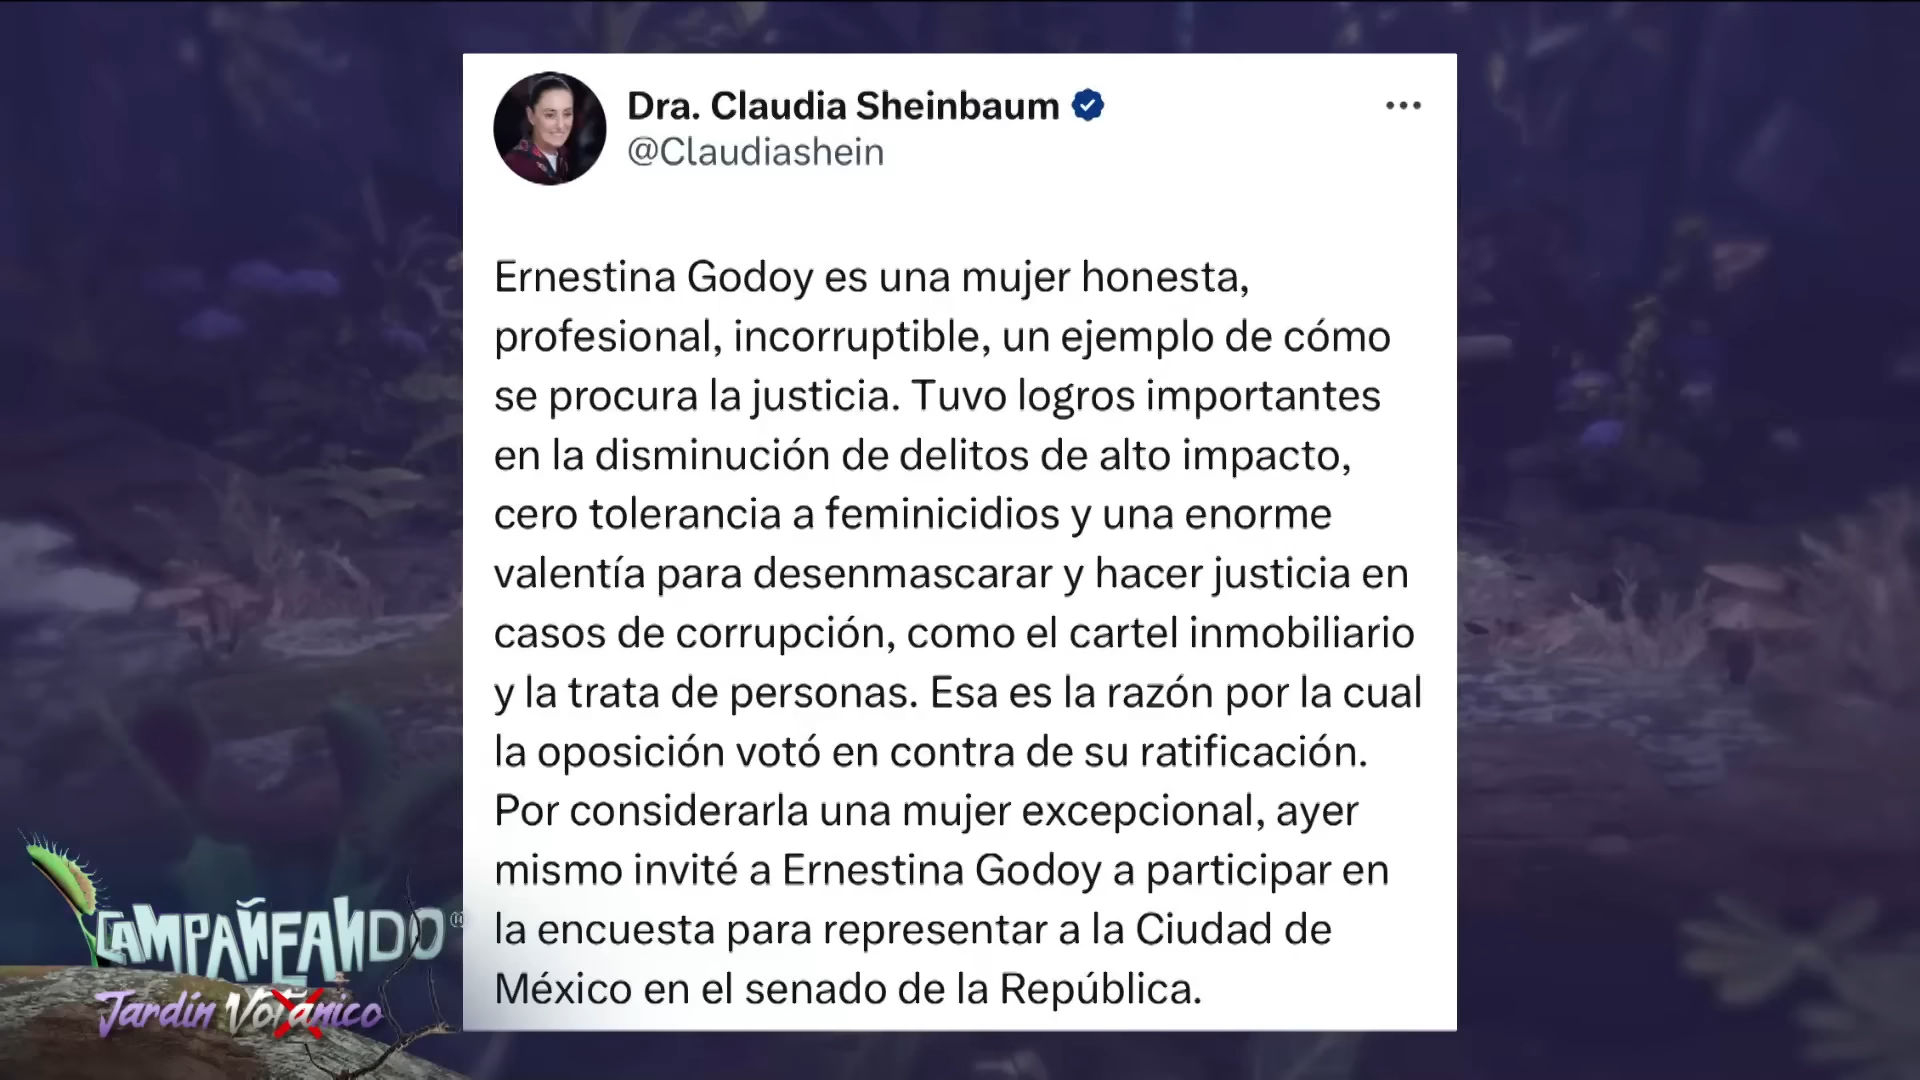 Dra. Claudia Sheinbaum
@Claudiashein
Ernestina Godoy es una mujer honesta,
profesional, incorruptible, un ejemplo de cómo
se procura la justicia. Tuvo logros importantes
en la disminución de delitos de alto impacto,
cero tolerancia a feminicidios y una enorme
valentía para desenmascarar y hacer justicia en
casos de corrupción, como el cartel inmobiliario
y la trata de personas. Esa es la razón por la cual
la oposición votó en contra de su ratificación.
Por considerarla una mujer excepcional, ayer
mismo invité a Ernestina Godoy a participar en
la encuesta para representar a la Ciudad de
México en el senado de la República.
CAMPAÑEANDO
Jardín Votánico